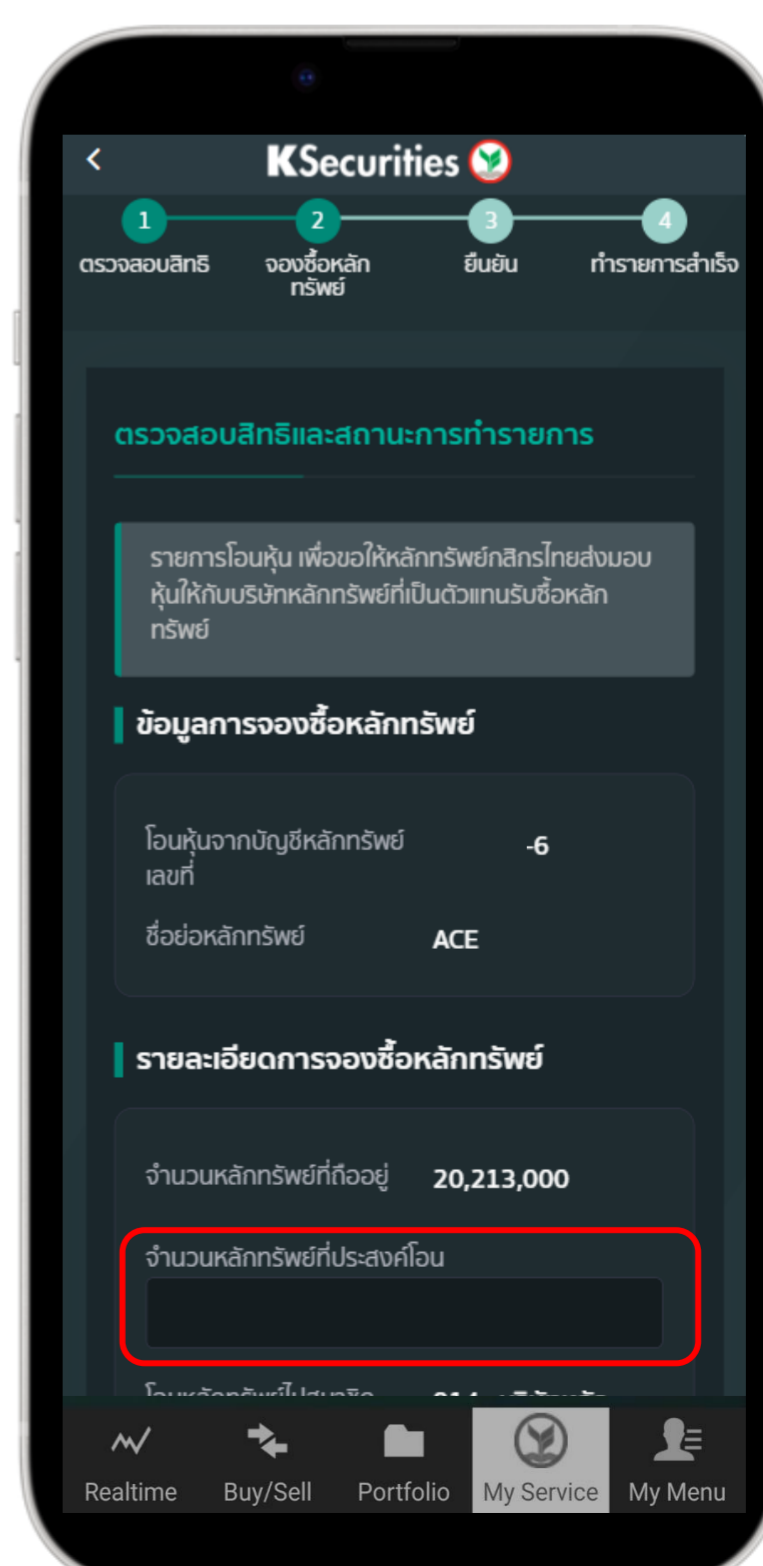 KSecurities
1 2 3 4
ตรวจสอบสิทธิ จองซื้อหลัก ยืนยัน ทำรายการสำเร็จ
ทรัพย์
ตรวจสอบสิทธิและสถานะการทำรายการ
รายการโอนหุ้น เพื่อขอให้หลักทรัพย์กสิกรไทยส่งมอบ
หุ้นให้กับบริษัทหลักทรัพย์ที่เป็นตัวแทนรับซื้อหลัก
ทรัพย์
ข้อมูลการจองซื้อหลักทรัพย์
โอนหุ้นจากบัญชีหลักทรัพย์ -6
เลขที่
ชื่อย่อหลักทรัพย์ ACE
รายละเอียดการจองซื้อหลักทรัพย์
จำนวนหลักทรัพย์ที่ถืออยู่ 20,213,000
จำนวนหลักทรัพย์ที่ประสงค์โอน
Realtime Buy/Sell Portfolio My Service My Menu